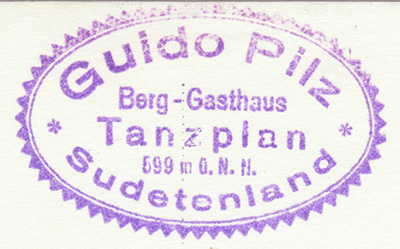 Guido Pilz
Berg-Gasthaus
Tanzplan
599 m ü. N. N.
* Sudetenland *